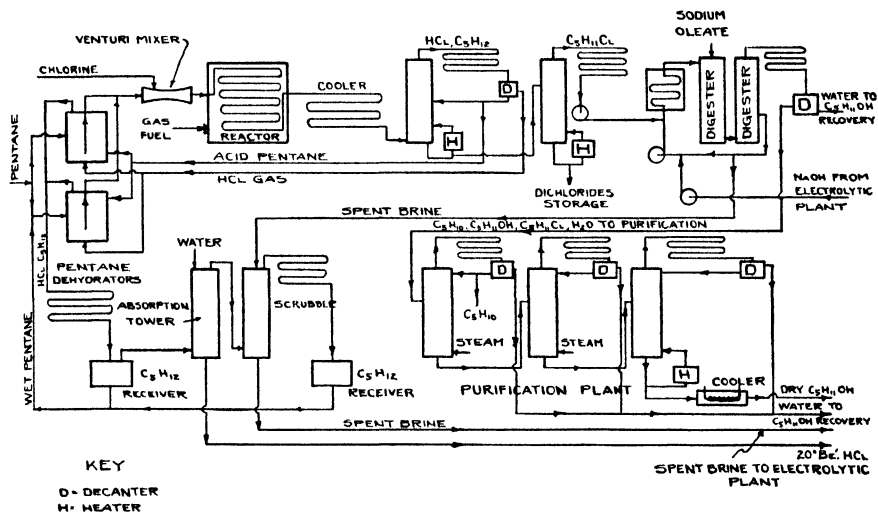 VENTURI MIXER
CHLORINE
GAS
FUEL
REACTOR
COOLER
HCL, C5H12
D
H
C5H11CL
H
DICHLORIDES
STORAGE
SODIUM
OLEATE
DIGESTER
DIGESTER
D
WATER TO
C5H11OH
RECOVERY
NaOH FROM
ELECTROLYTIC
PLANT
PENTANE
ACID PENTANE
HCL GAS
HCL C5H12
PENTANE
DEHYDRATORS
WET PENTANE
SPENT BRINE
C5H10, C5H11OH, C5H11CL, H2O TO PURIFICATION
WATER
ABSORPTION
TOWER
SCRUBBER
C5H12
RECEIVER
C5H12
RECEIVER
D
C5H10
STEAM
D
STEAM
D
H
PURIFICATION PLANT
COOLER
DRY C5H11OH
WATER TO
C5H11OH RECOVERY
SPENT BRINE
20°BE'. HCL
SPENT BRINE TO ELECTROLYTIC
PLANT
KEY
D - DECANTER
H - HEATER